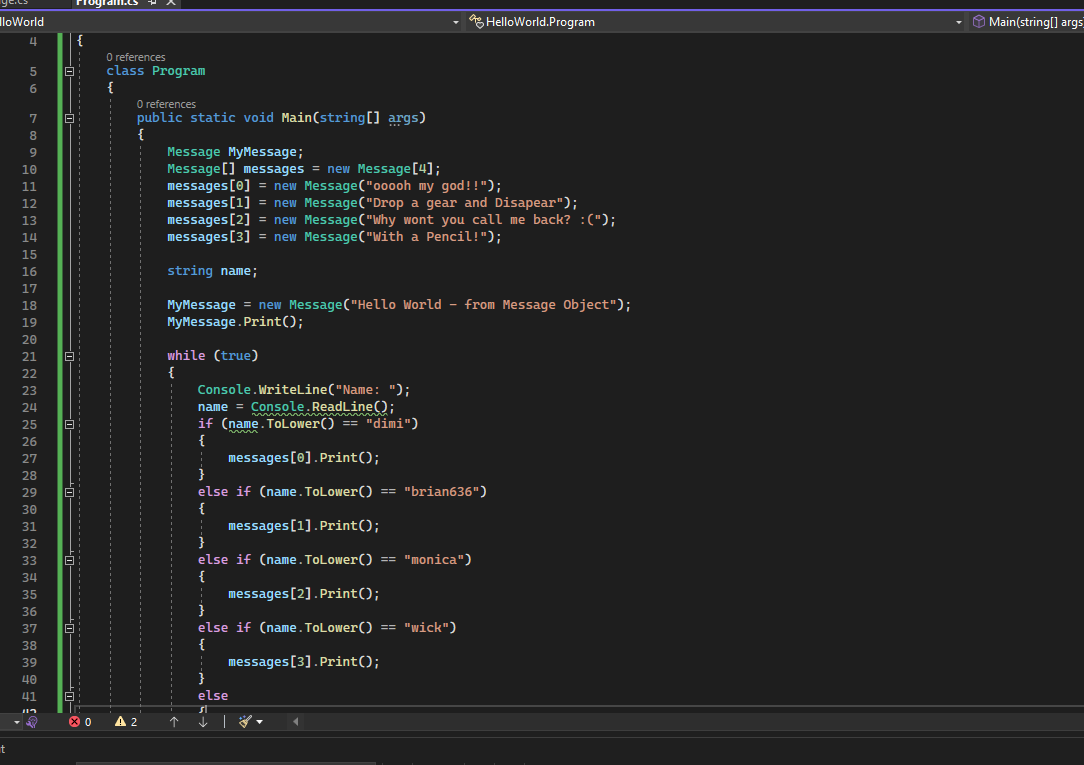 ge.cs Program.cs
lloWorld HelloWorld.Program Main(string[] args
4 {
0 references
5 class Program
6 {
0 references
7 public static void Main(string[] args)
8 {
9 Message MyMessage;
10 Message[] messages = new Message[4];
11 messages[0] = new Message("ooooh my god!!");
12 messages[1] = new Message("Drop a gear and Disapear");
13 messages[2] = new Message("Why wont you call me back? :(");
14 messages[3] = new Message("With a Pencil!");
15
16 string name;
17
18 MyMessage = new Message("Hello World - from Message Object");
19 MyMessage.Print();
20
21 while (true)
22 {
23 Console.WriteLine("Name: ");
24 name = Console.ReadLine();
25 if (name.ToLower() == "dimi")
26 {
27 messages[0].Print();
28 }
29 else if (name.ToLower() == "brian636")
30 {
31 messages[1].Print();
32 }
33 else if (name.ToLower() == "monica")
34 {
35 messages[2].Print();
36 }
37 else if (name.ToLower() == "wick")
38 {
39 messages[3].Print();
40 }
41 else
42 {
0 2
t